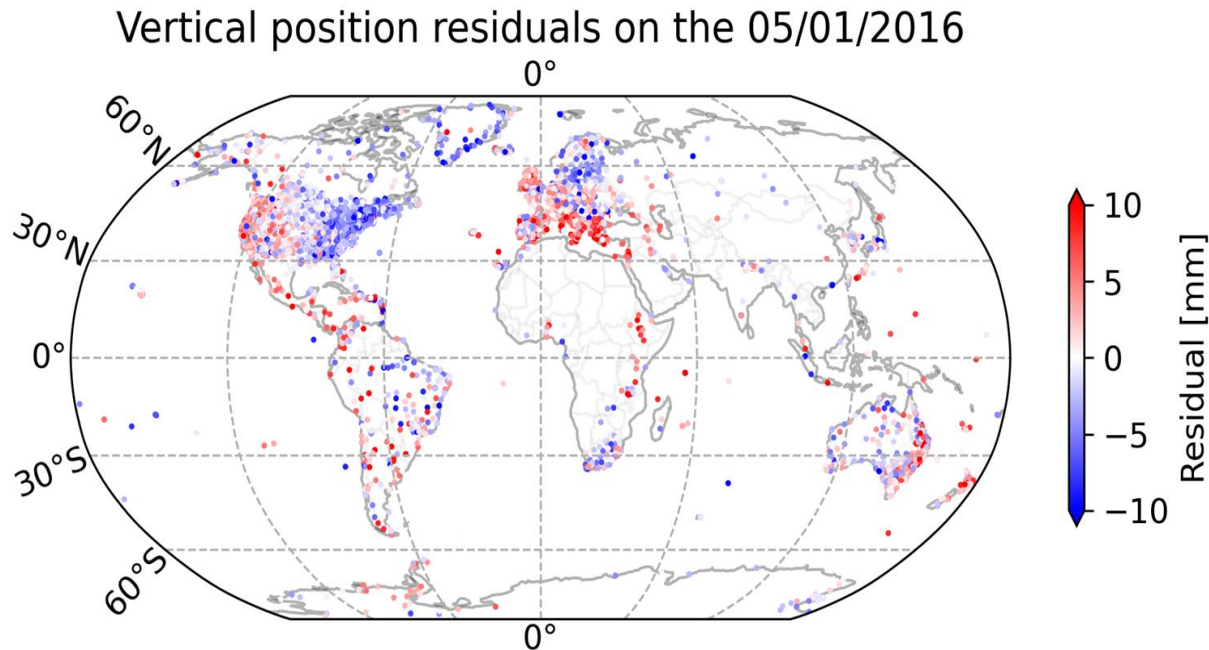 Vertical position residuals on the 05/01/2016
0°
60°N
30°N
0°
30°S
60°S
0°
10
5
0
−5
−10
Residual [mm]